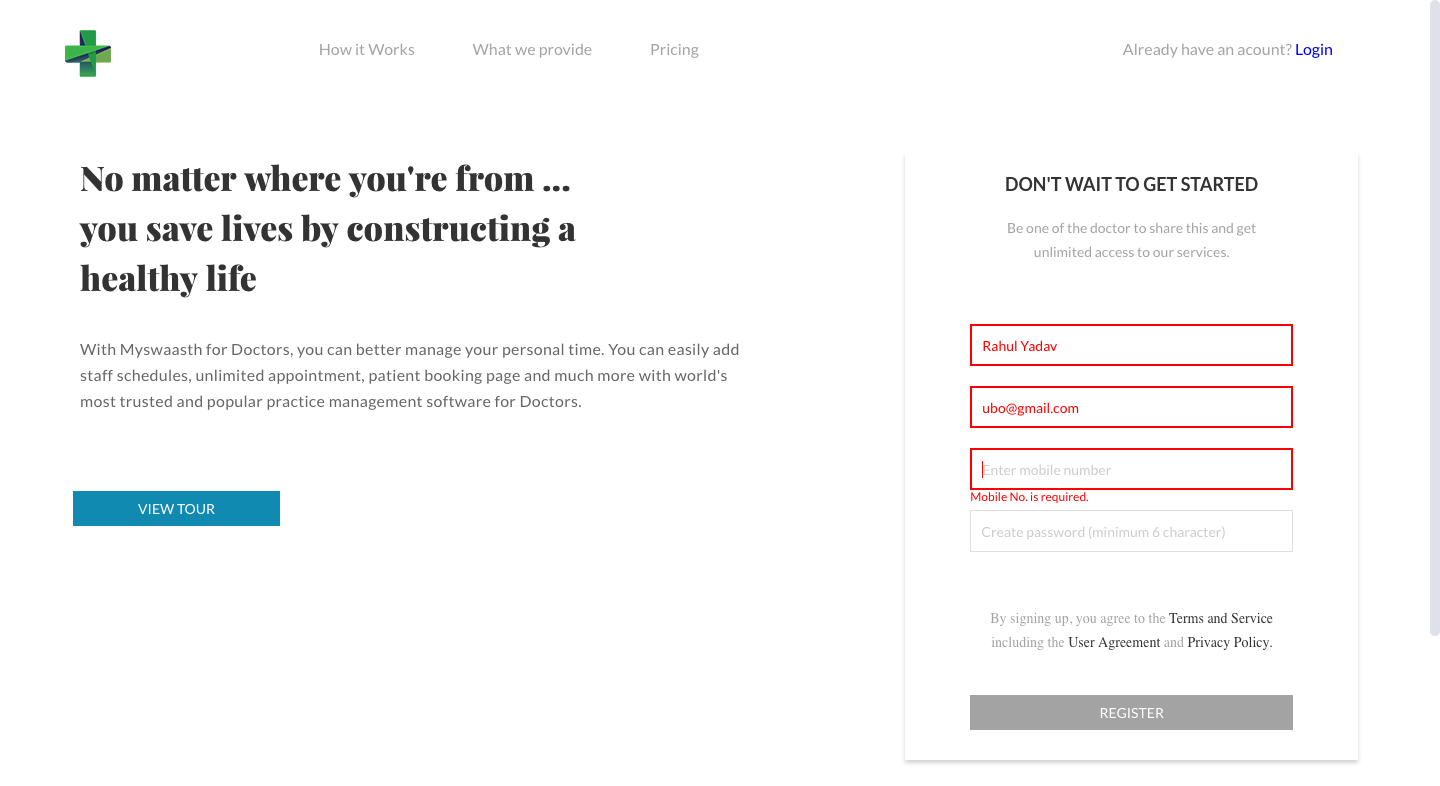 How it Works
What we provide
Pricing
Already have an acount? Login
No matter where you're from ...
you save lives by constructing a
healthy life
With Myswaasth for Doctors, you can better manage your personal time. You can easily add
staff schedules, unlimited appointment, patient booking page and much more with world's
most trusted and popular practice management software for Doctors.
VIEW TOUR
DON'T WAIT TO GET STARTED
Be one of the doctor to share this and get
unlimited access to our services.
Rahul Yadav
ubo@gmail.com
Enter mobile number
Mobile No. is required.
Create password (minimum 6 character)
By signing up, you agree to the Terms and Service
including the User Agreement and Privacy Policy.
REGISTER